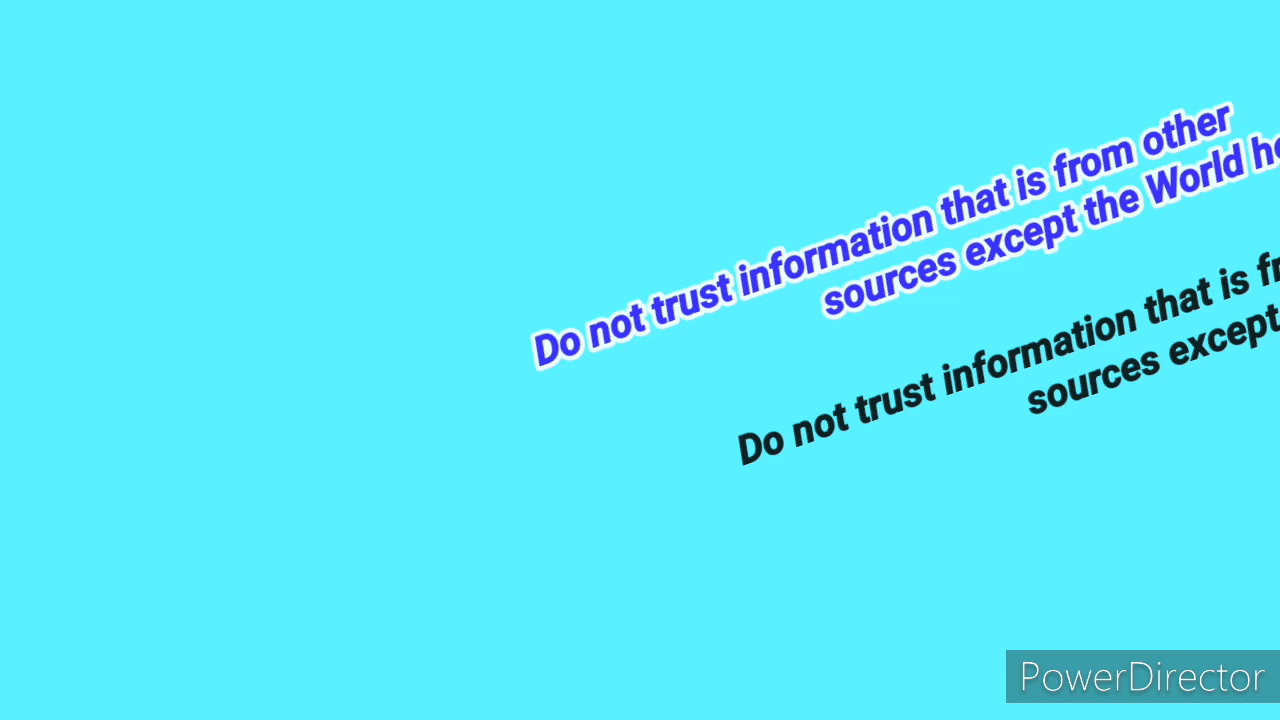 Do not trust information that is from other
sources except the World
Do not trust information that is
sources except
PowerDirector